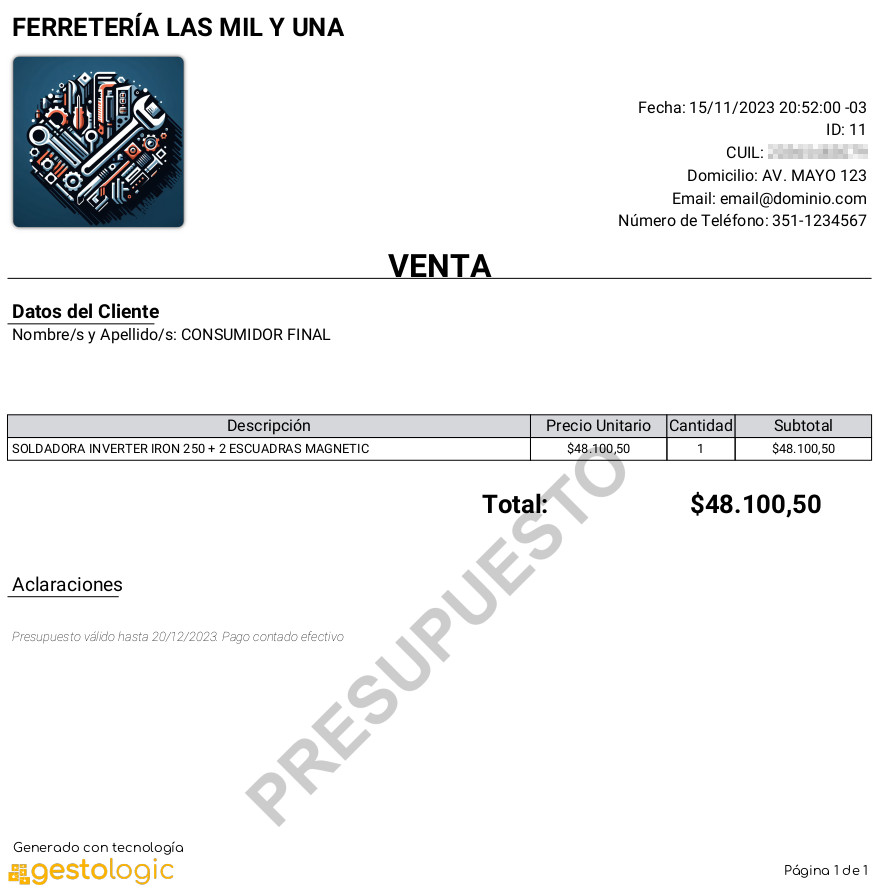 FERRETERÍA LAS MIL Y UNA
Fecha: 15/11/2023 20:52:00 -03
ID: 11
CUIL:
Domicilio: AV. MAYO 123
Email: email@dominio.com
Número de Teléfono: 351-1234567
VENTA
Datos del Cliente
Nombre/s y Apellido/s: CONSUMIDOR FINAL
Descripción Precio Unitario Cantidad Subtotal
SOLDADORA INVERTER IRON 250 + 2 ESCUADRAS MAGNETIC $48.100,50 1 $48.100,50
Total: $48.100,50
PRESUPUESTO
Aclaraciones
Presupuesto válido hasta 20/12/2023. Pago contado efectivo
Generado con tecnología
gestologic
Página 1 de 1